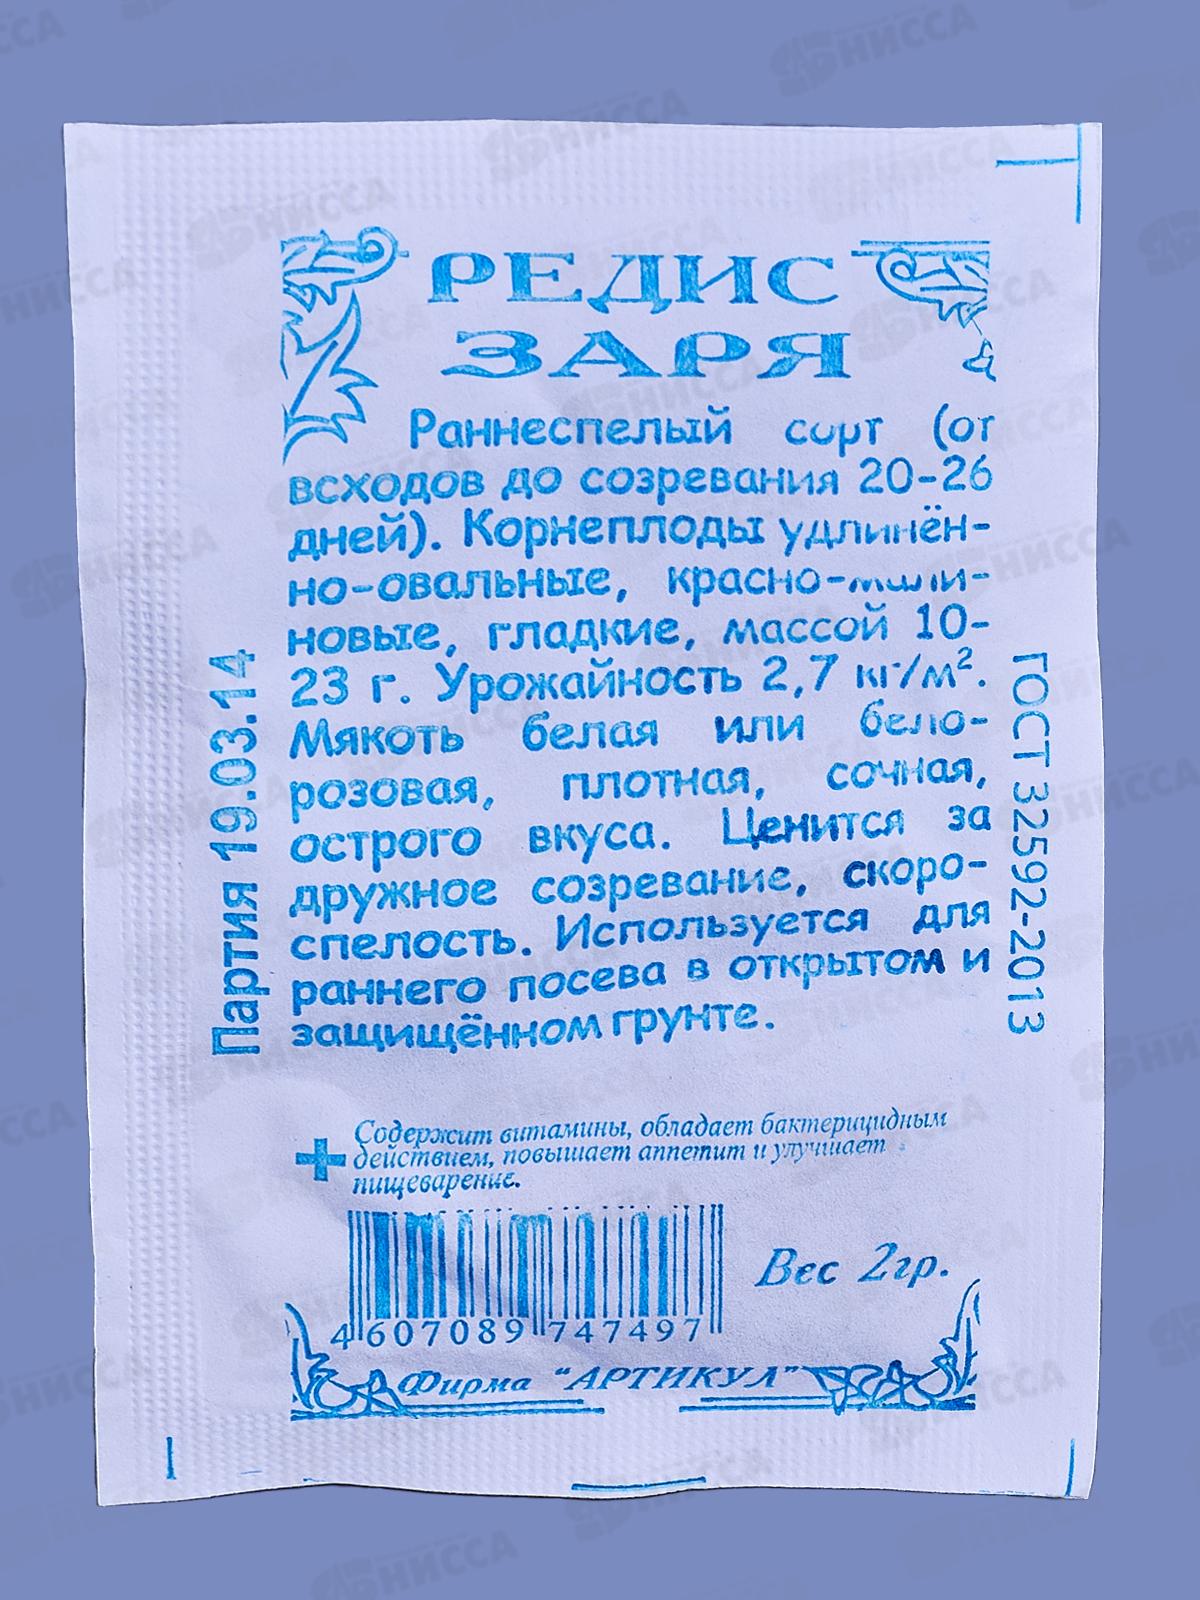 РЕДИС
ЗАРЯ
Раннеспелый сорт (от
всходов до созревания 20-26
дней). Корнеплоды удлинён-
но-овальные, красно-мали-
новые, гладкие, массой 10-
23 г. Урожайность 2,7 кг/м².
Мякоть белая или бело-
розовая, плотная, сочная,
острого вкуса. Ценится за
дружное созревание, скоро-
спелость. Используется для
раннего посева в открытом и
защищённом грунте.
Партия 19.03.14
ГОСТ 32592-2013
+ Содержит витамины, обладает бактерицидным
действием, повышает аппетит и улучшает
пищеварение.
4 607089 747497
Вес 2гр.
Фирма "АРТИКУЛ"
НИССА